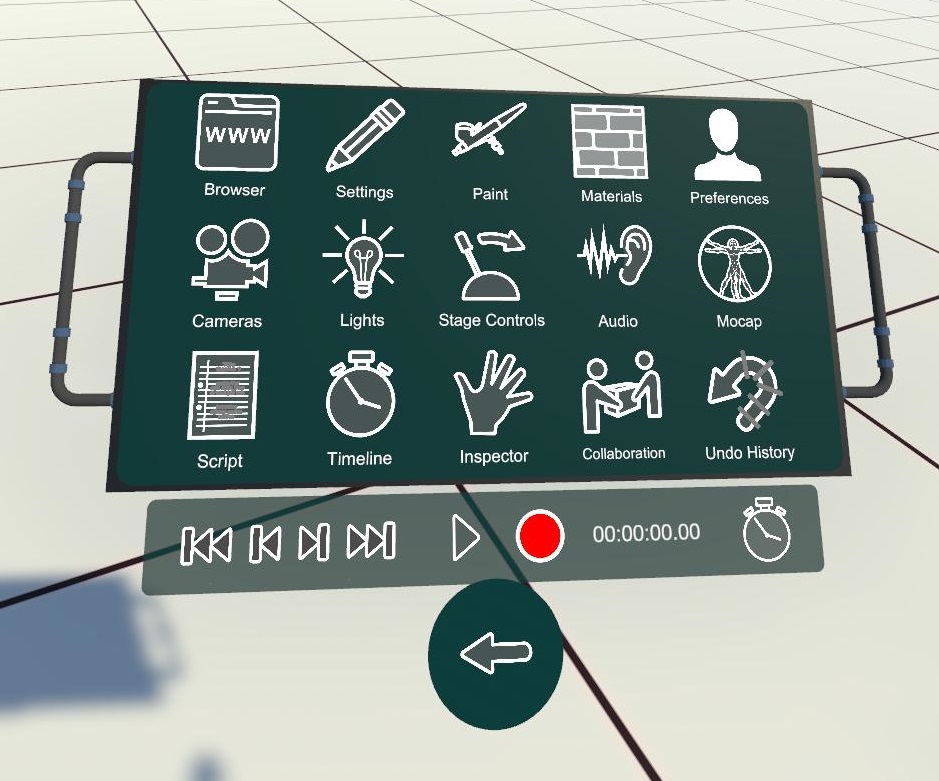 WWW
Browser
Settings
Paint
Materials
Preferences
Cameras
Lights
Stage Controls
Audio
Mocap
Script
Timeline
Inspector
Collaboration
Undo History
00:00:00.00